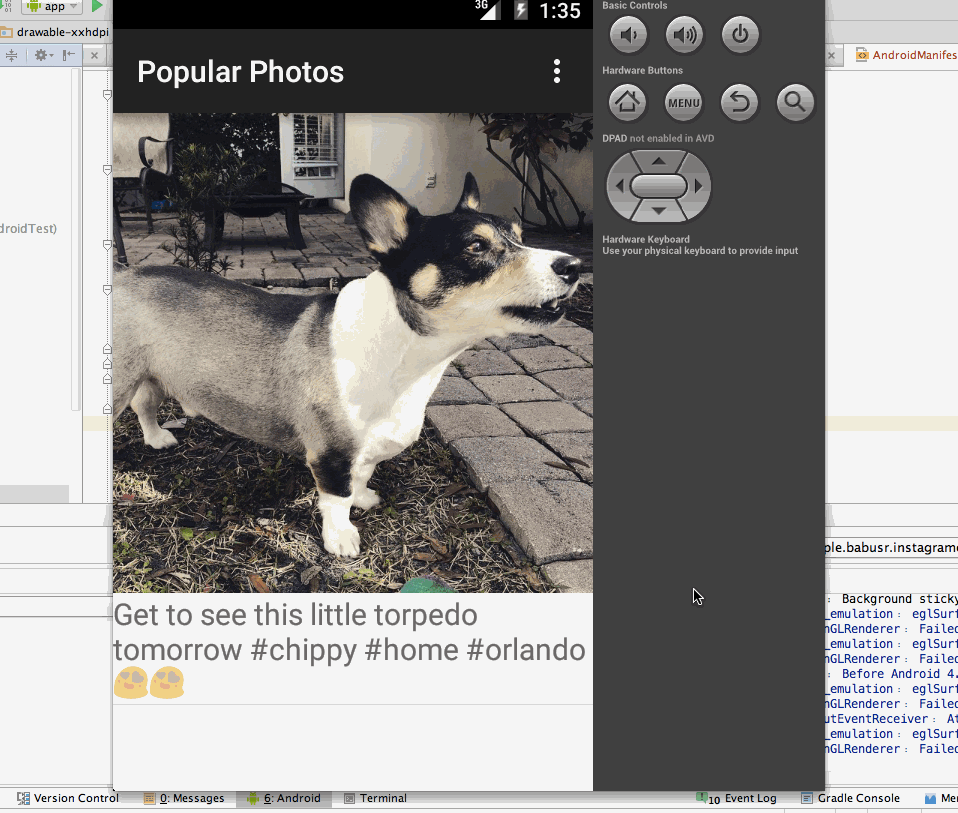 app
drawable-xxhdpi
droidTest)
3G
1:35
Popular Photos
Get to see this little torpedo
tomorrow #chippy #home #orlando
Basic Controls
Hardware Buttons
MENU
DPAD not enabled in AVD
Hardware Keyboard
Use your physical keyboard to provide input
AndroidManifes
ple.babusr.instagram
: Background sticky
_emulation: eglSurf
nGLRenderer: Failed
_emulation: eglSurf
nGLRenderer: Failed
: Before Android 4.
_emulation: eglSurf
nGLRenderer: Failed
utEventReceiver: At
_emulation: eglSurf
nGLRenderer: Failed
Version Control
0: Messages
6: Android
Terminal
10 Event Log
Gradle Console
Me